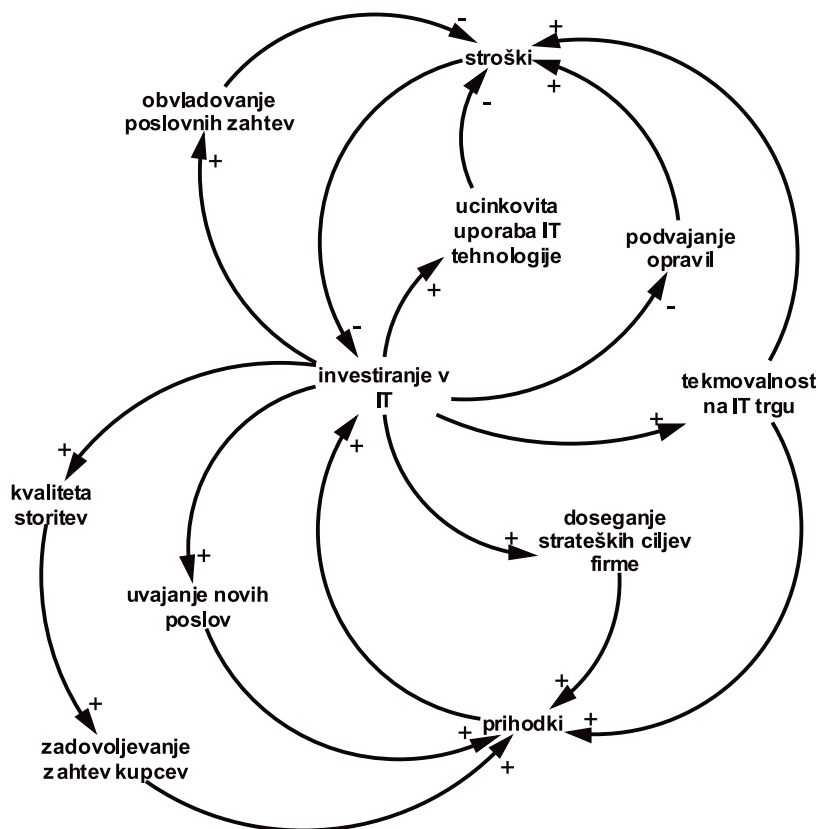 -
+
stroški
+
-
obvladovanje
poslovnih zahtev
+
ucinkovita
uporaba IT
tehnologije
+
podvajanje
opravil
-
-
investiranje v
IT
+
tekmovalnost
na IT trgu
+
+
kvaliteta
storitev
doseganje
strateških ciljev
firme
+
+
uvajanje novih
poslov
+
+
prihodki
+
+
zadovoljevanje
zahtev kupcev
+